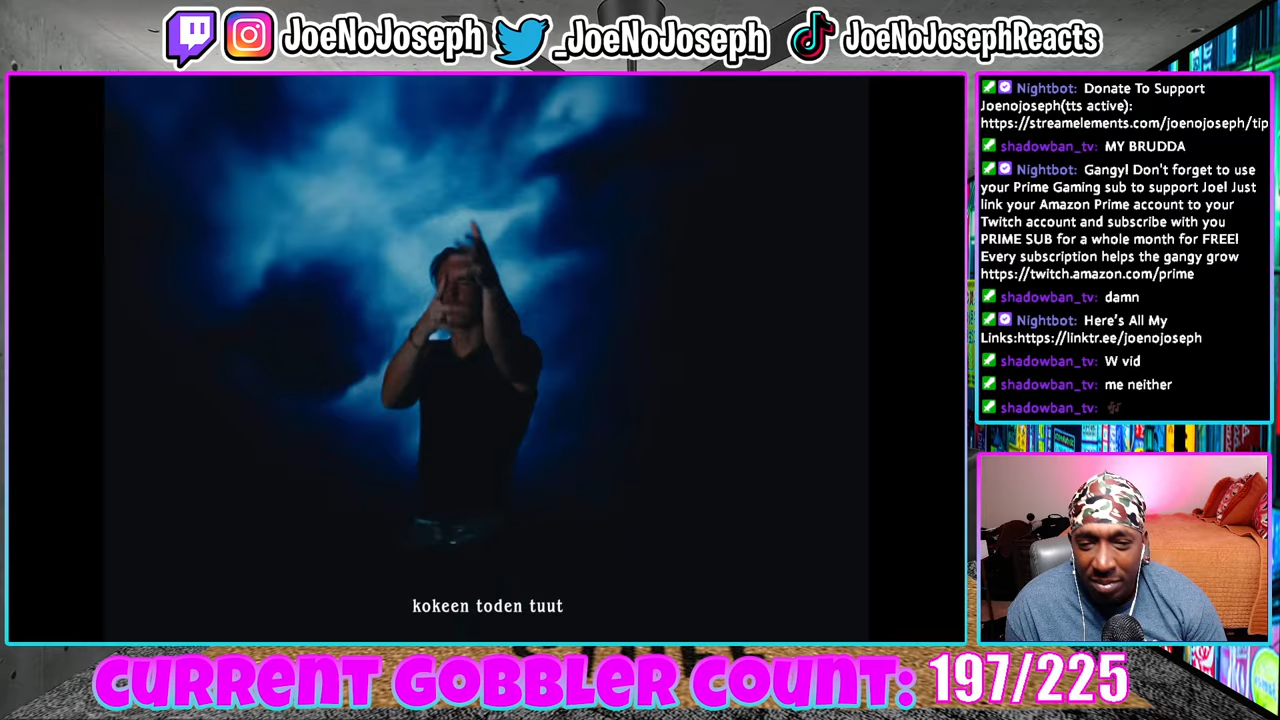 JoeNoJoseph _JoeNoJoseph JoeNoJosephReacts
Nightbot: Donate To Support
Joenojoseph(tts active):
https://streamelements.com/joenojoseph/tip
shadowban_tv: MY BRUDDA
Nightbot: Gangy! Don't forget to use
your Prime Gaming sub to support Joe! Just
link your Amazon Prime account to your
Twitch account and subscribe with you
PRIME SUB for a whole month for FREE!
Every subscription helps the gangy grow
https://twitch.amazon.com/prime
shadowban_tv: damn
Nightbot: Here's All My
Links:https://linktr.ee/joenojoseph
shadowban_tv: W vid
shadowban_tv: me neither
shadowban_tv:
kokeen toden tuut
CURRENT GOBBLER COUNT: 197/225